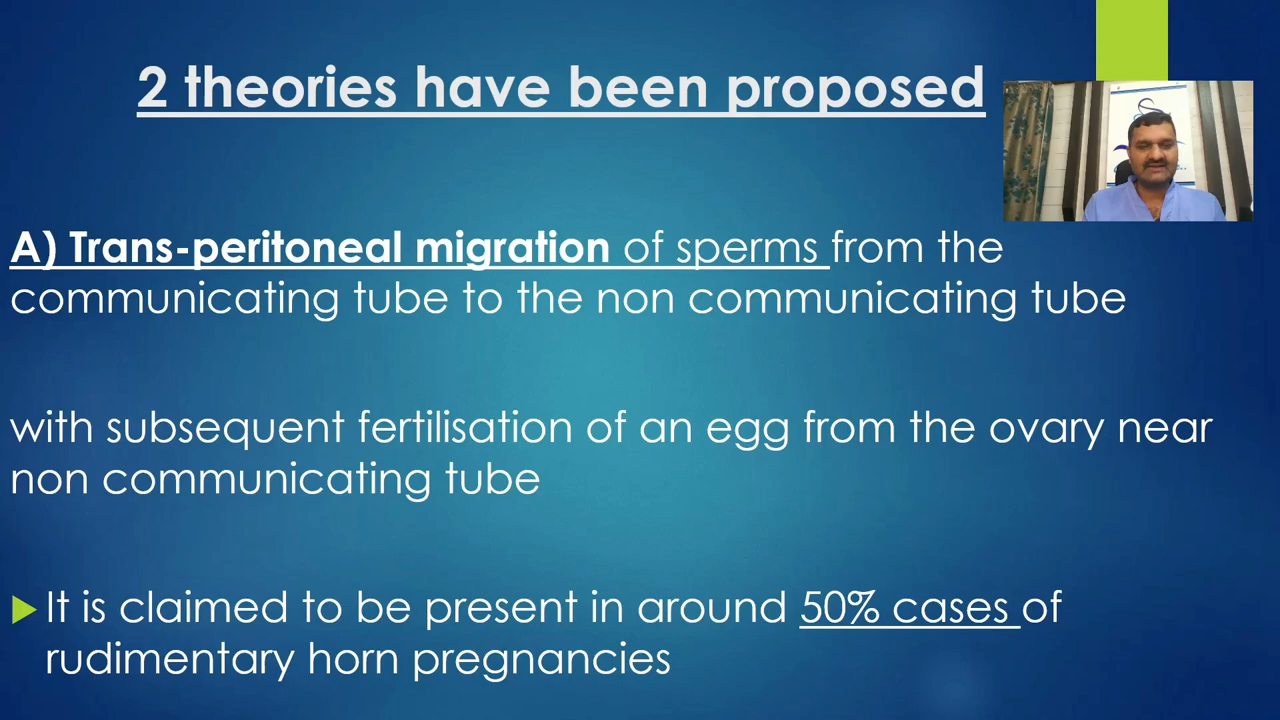 2 theories have been proposed
A) Trans-peritoneal migration of sperms from the
communicating tube to the non communicating tube
with subsequent fertilisation of an egg from the ovary near
non communicating tube
It is claimed to be present in around 50% cases of
rudimentary horn pregnancies